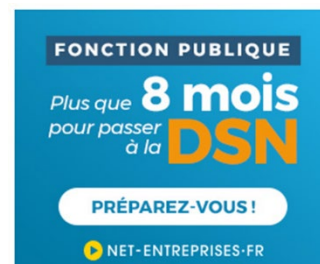 FONCTION PUBLIQUE
Plus que 8 mois
pour passer
à la DSN
PRÉPAREZ-VOUS !
NET-ENTREPRISES•FR